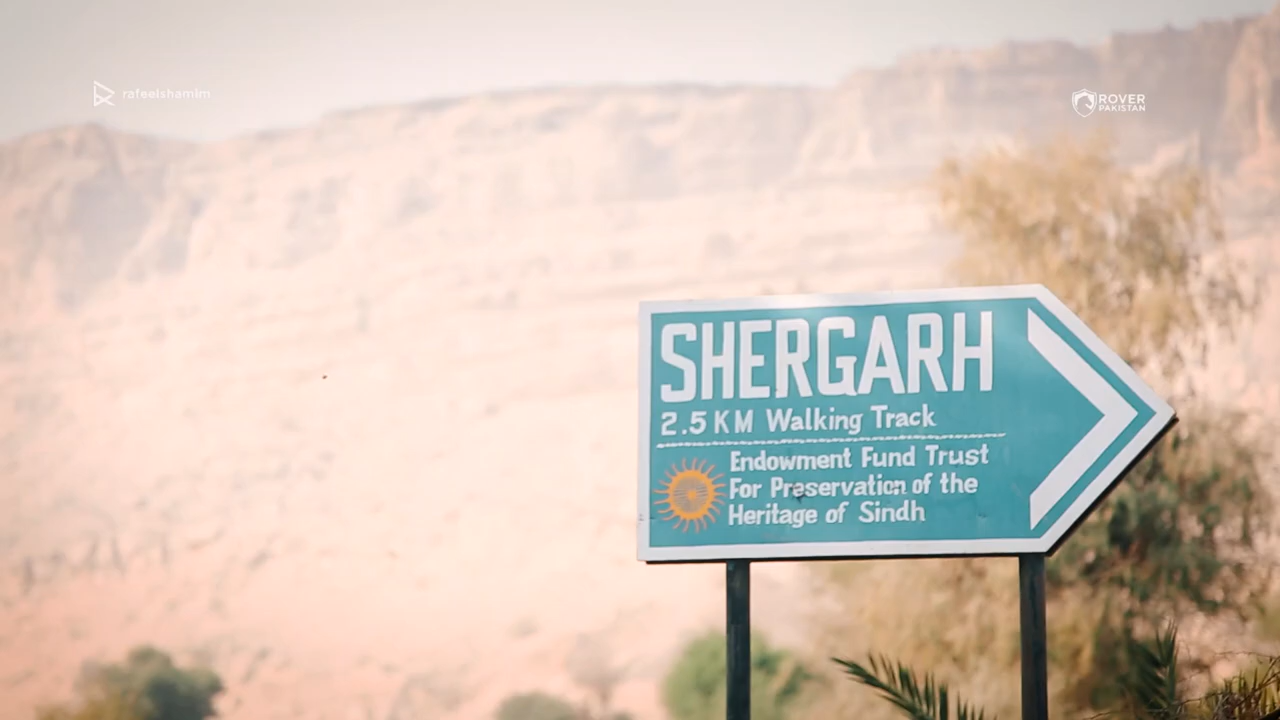 rafeelshamim
ROVER
PAKISTAN
SHERGARH
2.5 KM Walking Track
Endowment Fund Trust
For Preservation of the
Heritage of Sindh